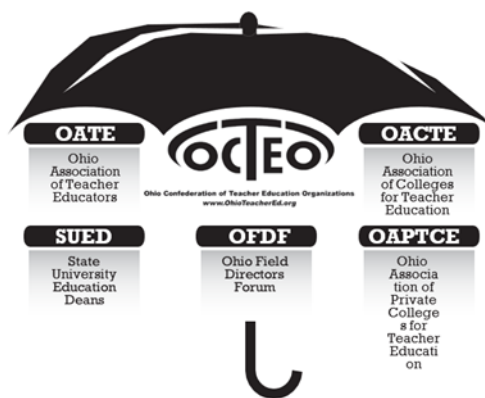 OATE
Ohio
Association
of Teacher
Educators
OCTEO
Ohio Confederation of Teacher Education Organizations
www.OhioTeacherEd.org
OACTE
Ohio
Association
of Colleges
for Teacher
Education
SUED
State
University
Education
Deans
OFDF
Ohio Field
Directors
Forum
OAPTCE
Ohio
Associa
tion of
Private
College
s for
Teacher
Educati
on